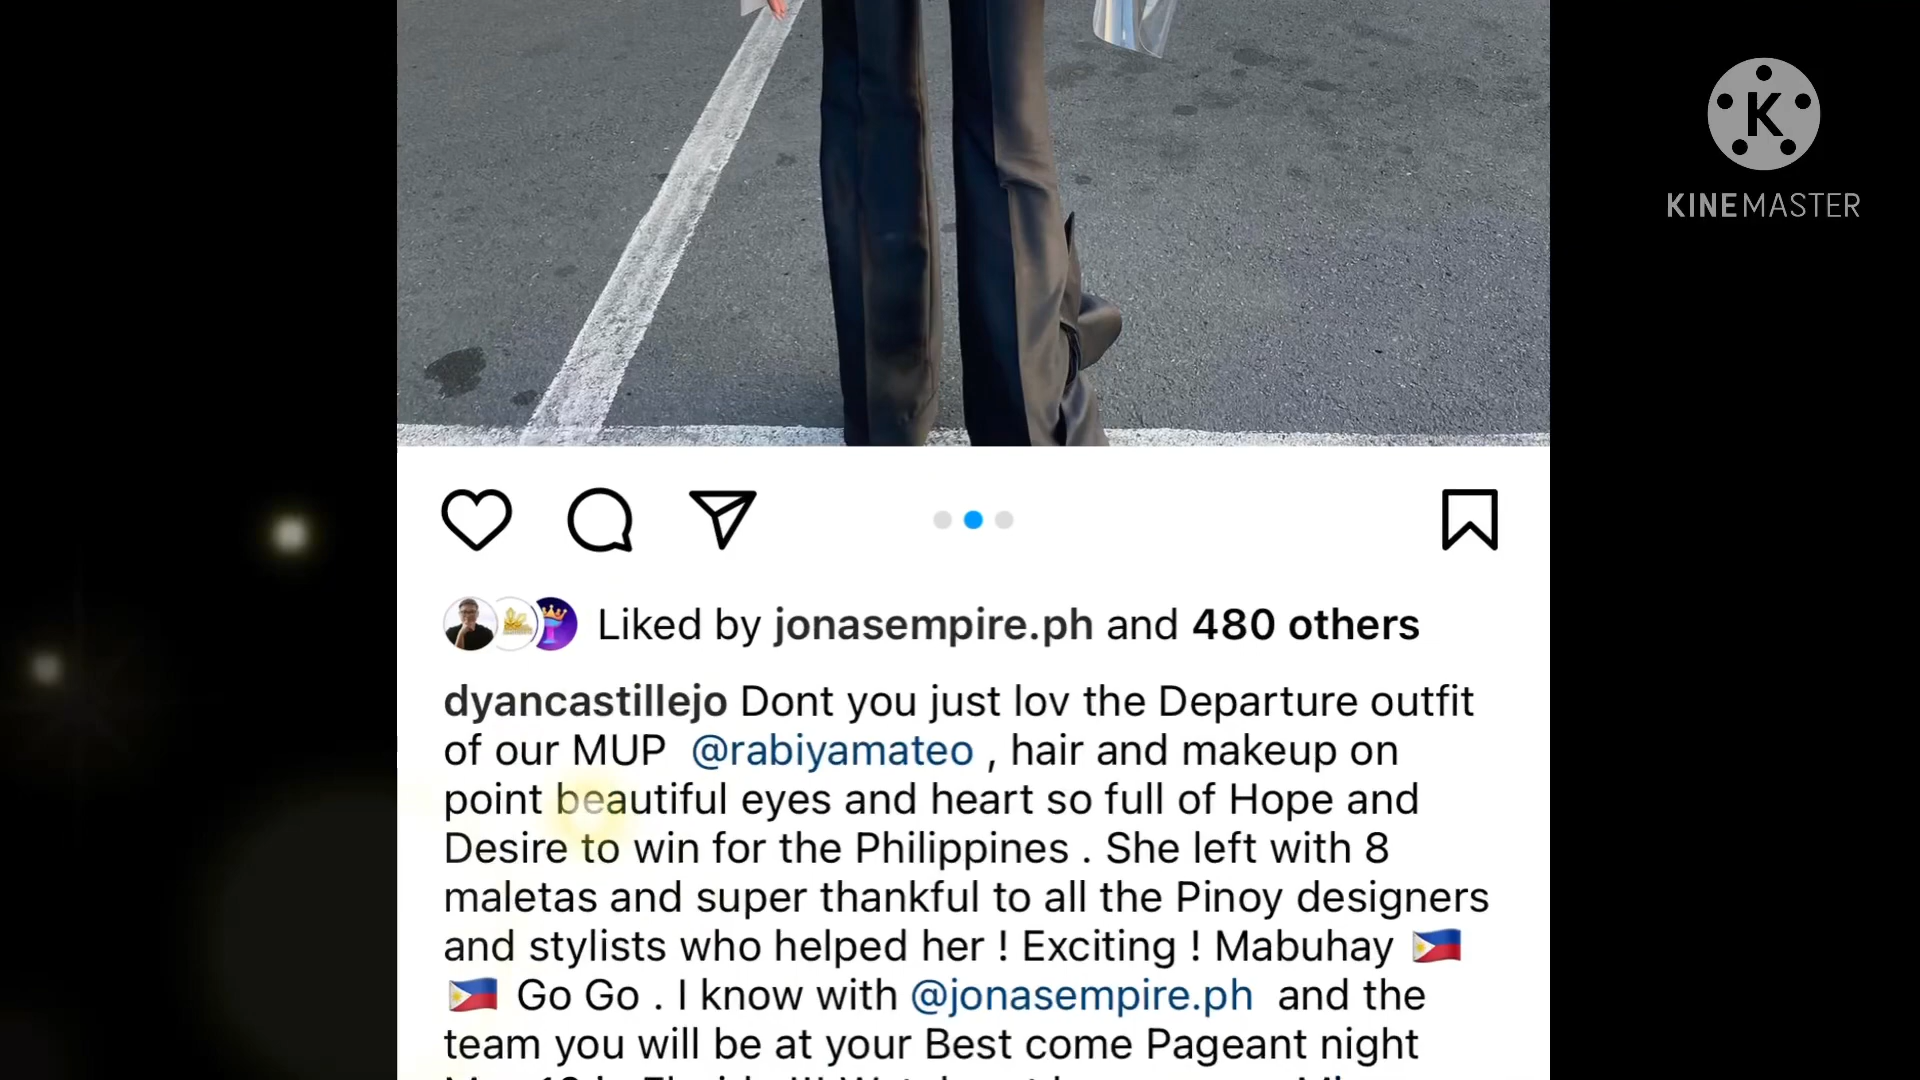 K
KINEMASTER
Liked by jonasempire.ph and 480 others
dyancastillejo Dont you just lov the Departure outfit
of our MUP @rabiyamateo , hair and makeup on
point beautiful eyes and heart so full of Hope and
Desire to win for the Philippines . She left with 8
maletas and super thankful to all the Pinoy designers
and stylists who helped her ! Exciting ! Mabuhay 🇵🇭
🇵🇭 Go Go . I know with @jonasempire.ph and the
team you will be at your Best come Pageant night